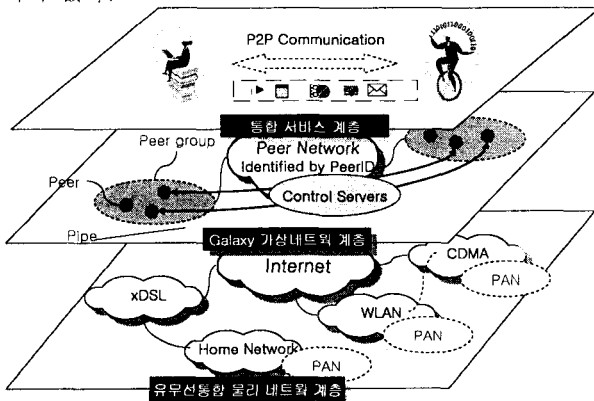 P2P Communication
통합 서비스 계층
Peer group
Peer Network
Identified by PeerID
Peer
Control Servers
Pipe
Galaxy 가상네트웍 계층
Internet
CDMA
PAN
xDSL
WLAN
PAN
Home Network
PAN
유무선통합 물리 네트웍 계층